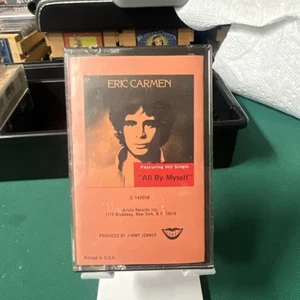 ERIC CARMEN
Featuring Hit Single
"All By Myself"
Arista Records Inc.
1776 Broadway, New York, N.Y. 10019
PRODUCED BY JIMMY IENNER
Printed in U.S.A.